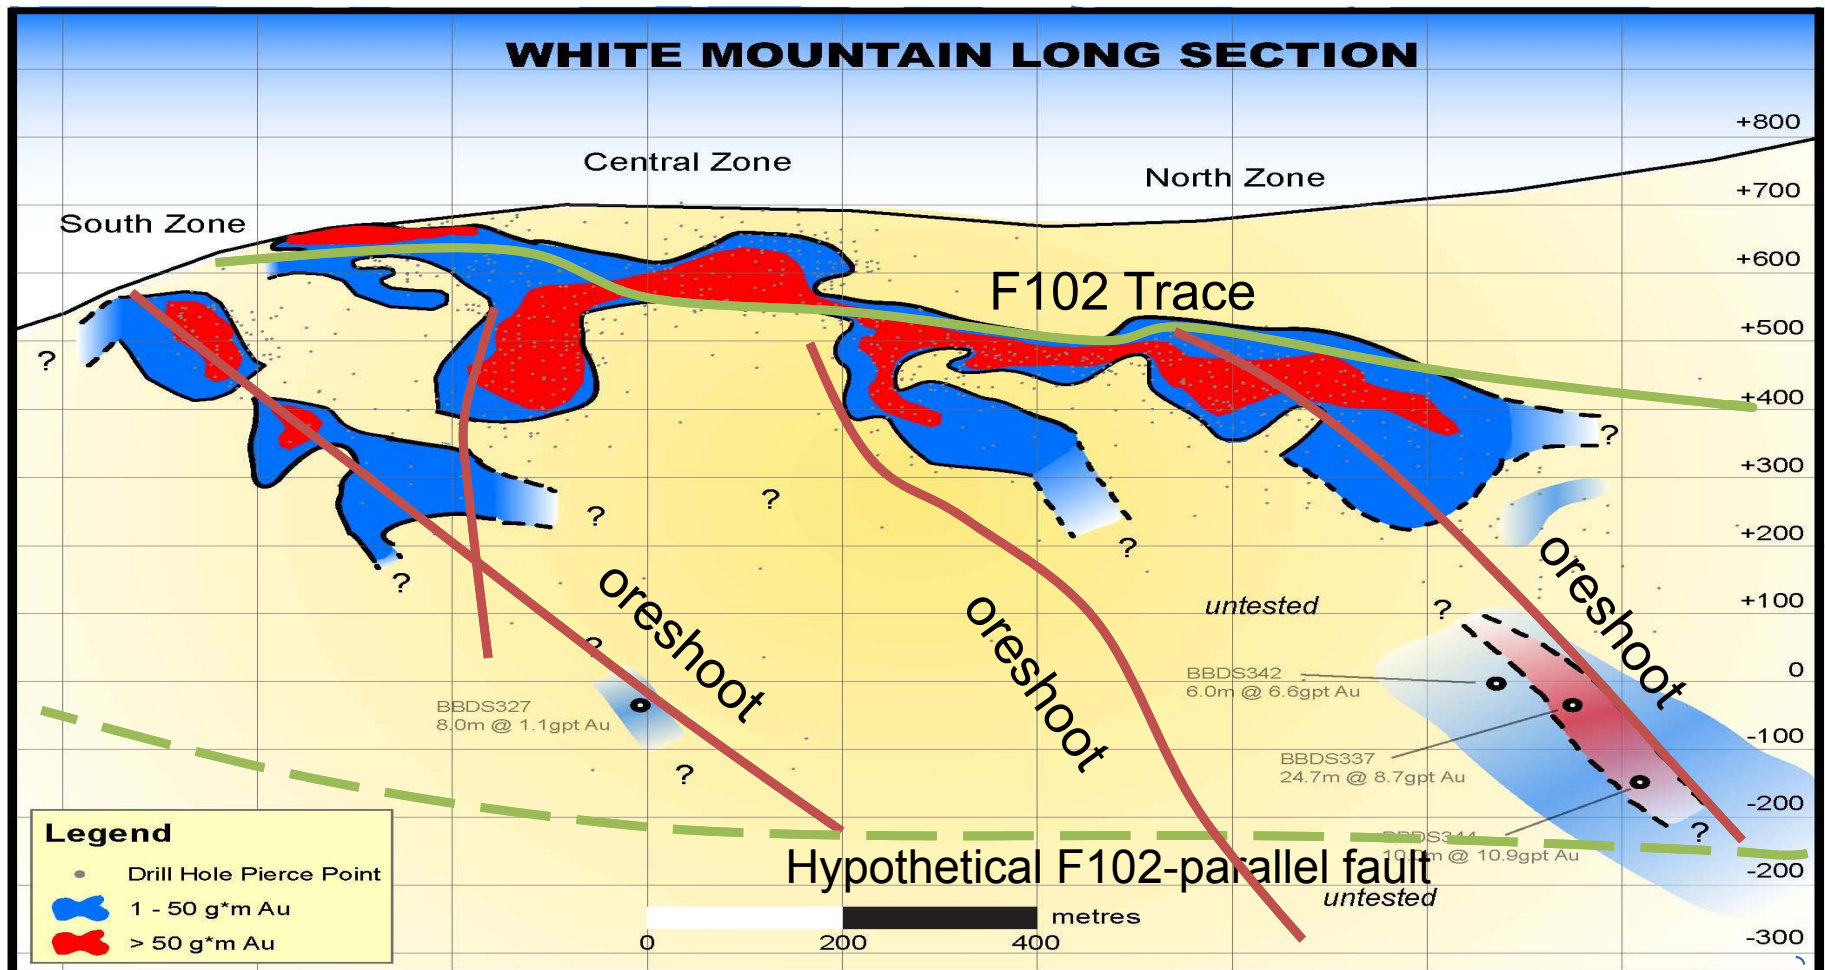 WHITE MOUNTAIN LONG SECTION
+800
Central Zone
North Zone
+700
South Zone
+600
F102 Trace
+500
?
+400
?
+300
?
?
+200
?
?
oreshoot
oreshoot
oreshoot
untested
?
+100
?
0
BBDS342
6.0m @ 6.6gpt Au
BBDS327
8.0m @ 1.1gpt Au
-100
BBDS337
24.7m @ 8.7gpt Au
?
-200
?
BBDS344
10.0m @ 10.9gpt Au
Hypothetical F102-parallel fault
-200
untested
-300
metres
0 200 400
Legend
Drill Hole Pierce Point
1 - 50 g*m Au
> 50 g*m Au